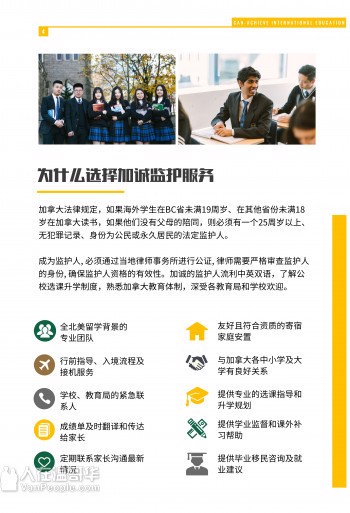 CAN ACHIEVE INTERNATIONAL EDUCATION
为什么选择加诚监护服务
加拿大法律规定，如果海外学生在BC省未满19周岁、在其他省份未满18
岁在加拿大读书，如果他们没有父母的陪同，则必须有一个25周岁以上、
无犯罪记录、身份为公民或永久居民的法定监护人。
成为监护人，必须通过当地律师事务所进行公证，律师需要严格审查监护人
的身份，确保监护人资格的有效性。加诚的监护人流利中英双语，了解公
校选课升学制度，熟悉加拿大教育体制，深受各教育局和学校欢迎。
全北美留学背景的
专业团队
行前指导、入境流程及
接机服务
学校、教育局的紧急联
系人
成绩单及时翻译和传达
给家长
定期联系家长沟通最新
情况
友好且符合资质的寄宿
家庭安置
与加拿大各中小学及大
学有良好关系
提供专业的选课指导和
升学规划
提供学业监督和课外补
习帮助
提供毕业移民咨询及就
业建议
人在温哥华
VanPeople.com